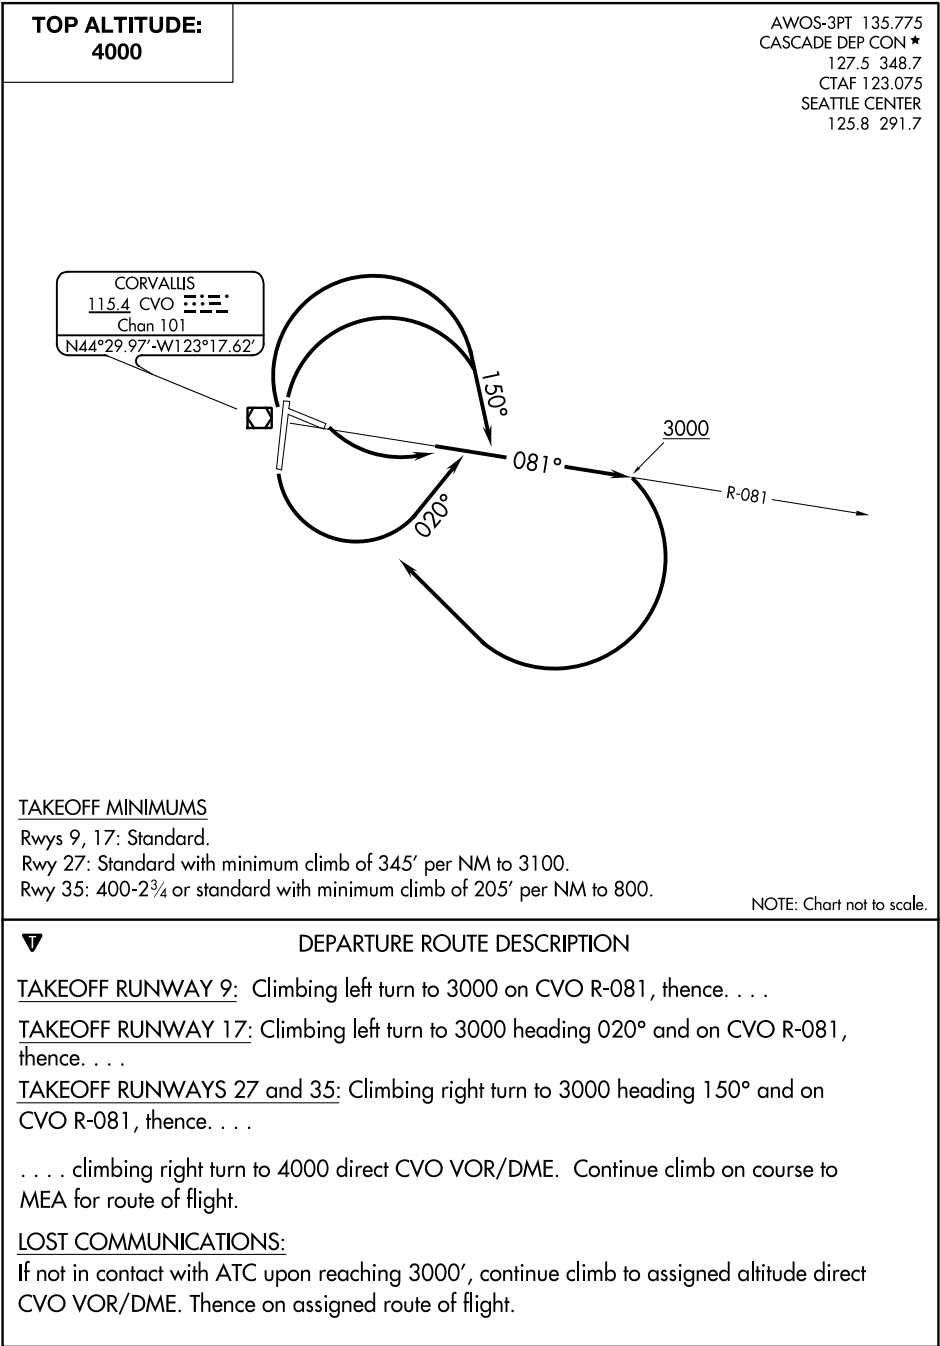 TOP ALTITUDE:
4000
AWOS-3PT 135.775
CASCADE DEP CON ★
127.5 348.7
CTAF 123.075
SEATTLE CENTER
125.8 291.7
CORVALLIS
115.4 CVO
Chan 101
N44°29.97′-W123°17.62′
150°
3000
081°
R-081
020°
TAKEOFF MINIMUMS
Rwys 9, 17: Standard.
Rwy 27: Standard with minimum climb of 345′ per NM to 3100.
Rwy 35: 400-2¾ or standard with minimum climb of 205′ per NM to 800.
NOTE: Chart not to scale.
T
DEPARTURE ROUTE DESCRIPTION
TAKEOFF RUNWAY 9: Climbing left turn to 3000 on CVO R-081, thence. . . .
TAKEOFF RUNWAY 17: Climbing left turn to 3000 heading 020° and on CVO R-081,
thence. . . .
TAKEOFF RUNWAYS 27 and 35: Climbing right turn to 3000 heading 150° and on
CVO R-081, thence. . . .
. . . . climbing right turn to 4000 direct CVO VOR/DME. Continue climb on course to
MEA for route of flight.
LOST COMMUNICATIONS:
If not in contact with ATC upon reaching 3000′, continue climb to assigned altitude direct
CVO VOR/DME. Thence on assigned route of flight.